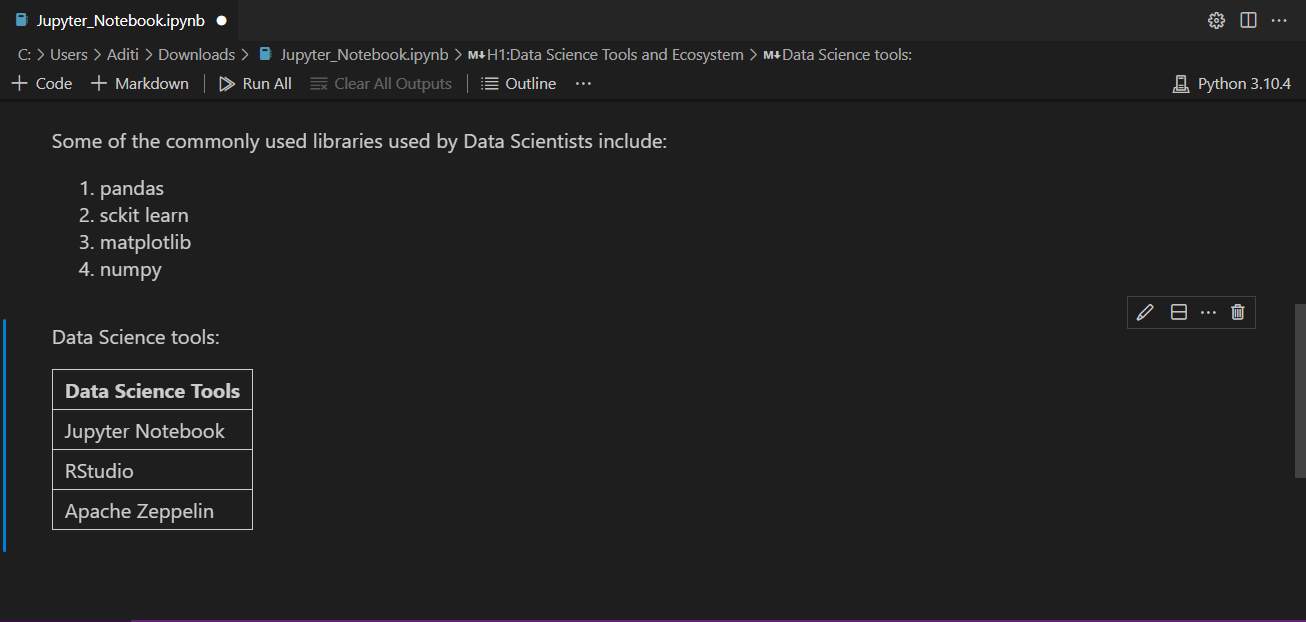 Jupyter_Notebook.ipynb
C: > Users > Aditi > Downloads > Jupyter_Notebook.ipynb > M↓H1:Data Science Tools and Ecosystem > M↓Data Science tools:
+ Code + Markdown Run All Clear All Outputs Outline ... Python 3.10.4
Some of the commonly used libraries used by Data Scientists include:
1. pandas
2. sckit learn
3. matplotlib
4. numpy
Data Science tools:
Data Science Tools
Jupyter Notebook
RStudio
Apache Zeppelin